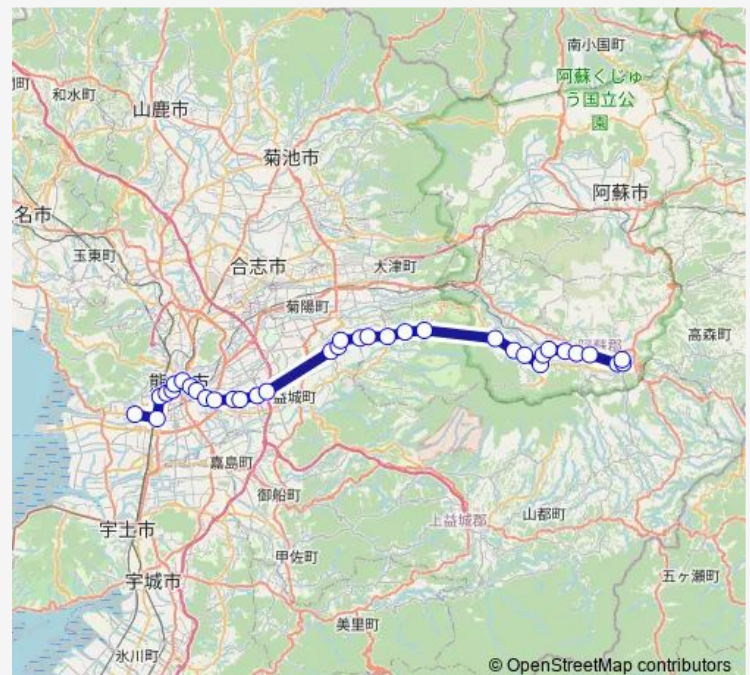 南小国町
阿蘇くじゅ
う国立公
園
町
和水町
山鹿市
菊池市
阿蘇市
名市
玉東町
合志市
大津町
菊陽町
高森町
益城町
嘉島町
御船町
上益城郡
山都町
宇土市
甲佐町
五ヶ瀬町
宇城市
美里町
氷川町
© OpenStreetMap contributors